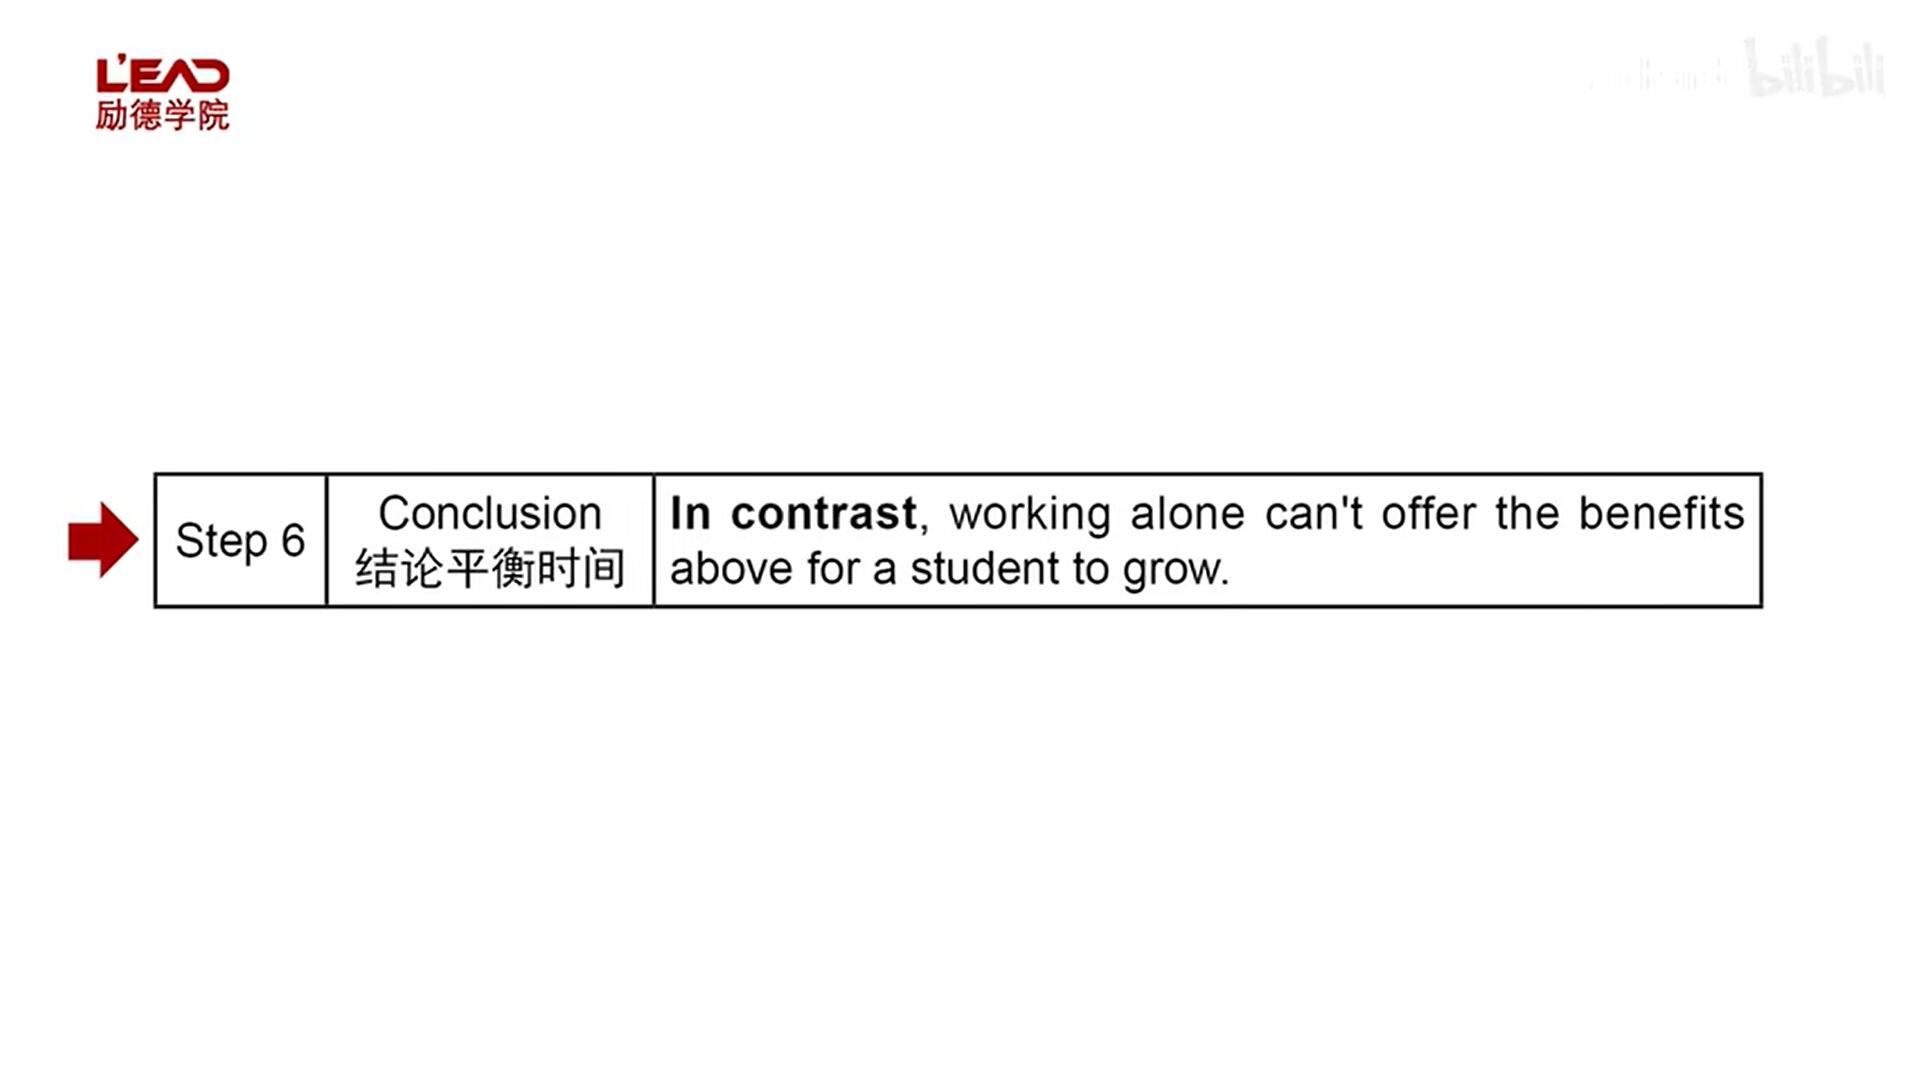 L'EAD
励德学院
bilibili
Step 6
Conclusion
结论平衡时间
In contrast, working alone can't offer the benefits
above for a student to grow.